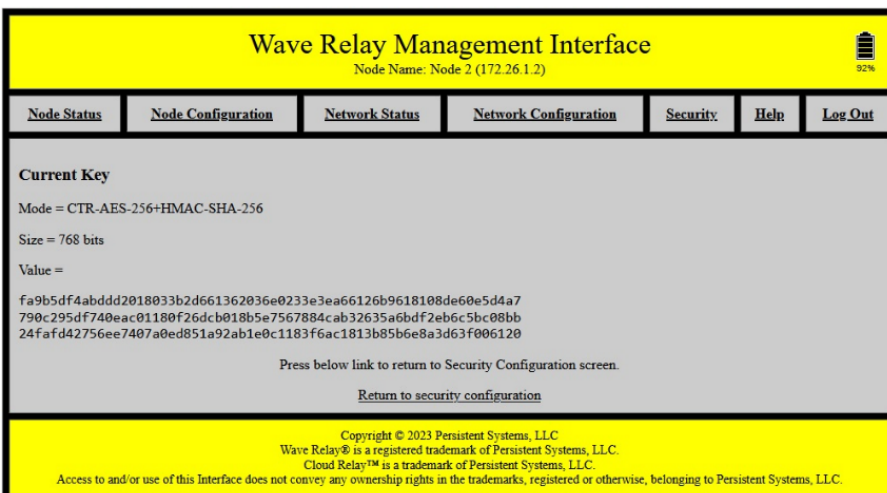 Wave Relay Management Interface
Node Name: Node 2 (172.26.1.2)
92%
Node Status Node Configuration Network Status Network Configuration Security Help Log Out
Current Key
Mode = CTR-AES-256+HMAC-SHA-256
Size = 768 bits
Value =
fa9b5df4abddd2018033b2d661362036e0233e3ea66126b9618108de60e5d4a7
790c295df740eac01180f26dcb018b5e7567884cab32635a6bdf2eb6c5bc08bb
24fafd42756ee7407a0ed851a92ab1e0c1183f6ac1813b85b6e8a3d63f006120
Press below link to return to Security Configuration screen.
Return to security configuration
Copyright © 2023 Persistent Systems, LLC
Wave Relay® is a registered trademark of Persistent Systems, LLC.
Cloud Relay™ is a trademark of Persistent Systems, LLC.
Access to and/or use of this Interface does not convey any ownership rights in the trademarks, registered or otherwise, belonging to Persistent Systems, LLC.